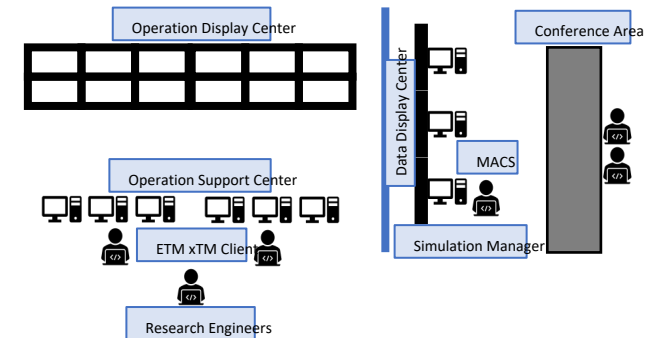 Operation Display Center
Operation Support Center
ETM xTM Client
Research Engineers
Data Display Center
MACS
Simulation Manager
Conference Area